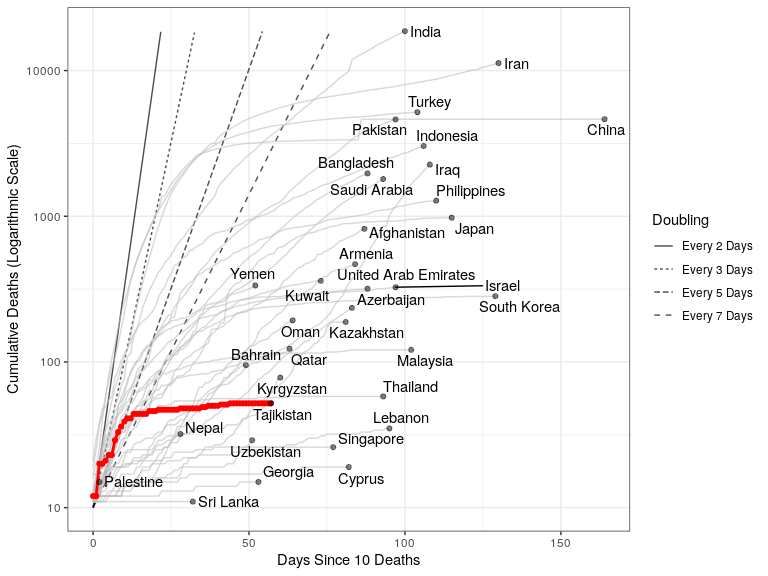 India
Iran
Turkey
Pakistan
China
Indonesia
Bangladesh
Iraq
Saudi Arabia
Philippines
Japan
Afghanistan
Armenia
Yemen
United Arab Emirates
Israel
Kuwait
Azerbaijan
South Korea
Oman
Kazakhstan
Bahrain
Qatar
Malaysia
Kyrgyzstan
Thailand
Tajikistan
Lebanon
Nepal
Singapore
Uzbekistan
Georgia
Cyprus
Palestine
Sri Lanka
10000
1000
100
10
0
50
100
150
Days Since 10 Deaths
Cumulative Deaths (Logarithmic Scale)
Doubling
Every 2 Days
Every 3 Days
Every 5 Days
Every 7 Days